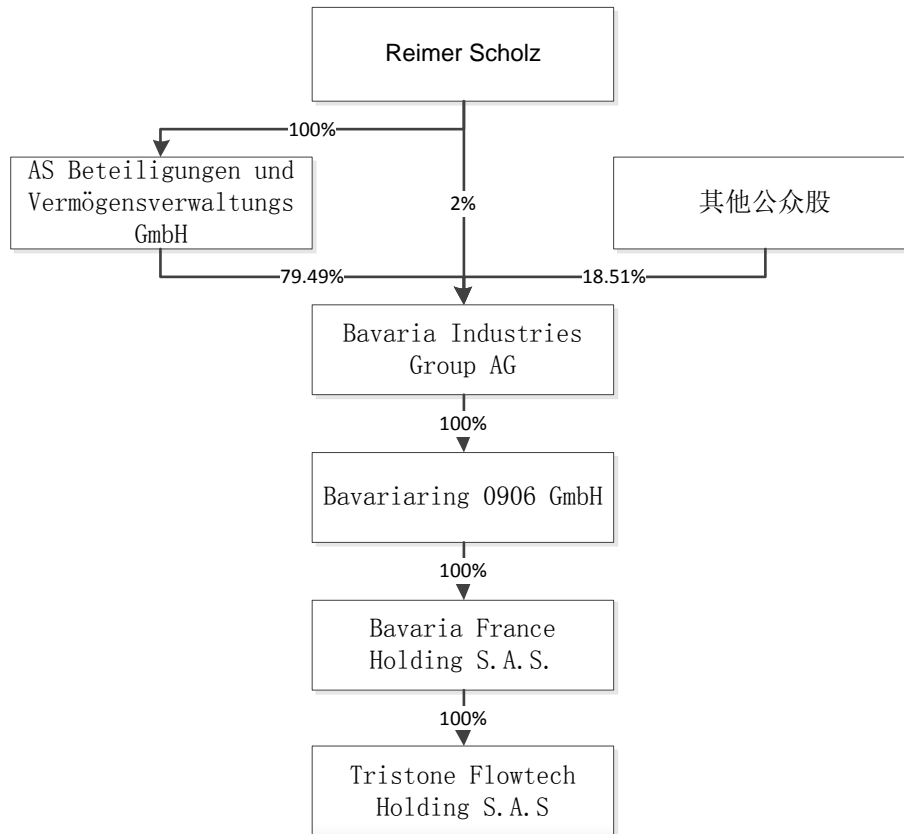 Reimer Scholz
100%
AS Beteiligungen und
Vermögensverwaltungs
GmbH
2%
其他公众股
79.49%
18.51%
Bavaria Industries
Group AG
100%
Bavariaring 0906 GmbH
100%
Bavaria France
Holding S.A.S.
100%
Tristone Flowtech
Holding S.A.S